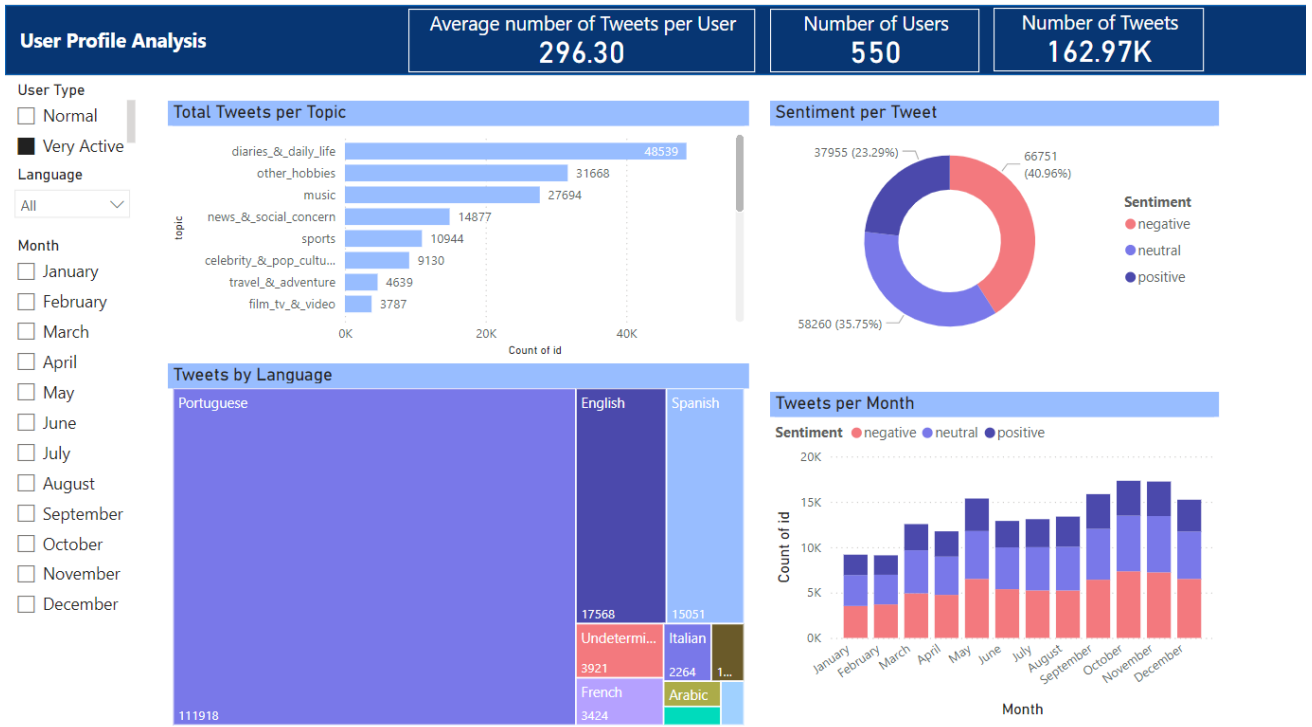 User Profile Analysis
Average number of Tweets per User
296.30
Number of Users
550
Number of Tweets
162.97K
User Type
Normal
Very Active
Language
All
Month
January
February
March
April
May
June
July
August
September
October
November
December
Total Tweets per Topic
topic
diaries_&_daily_life 48539
other_hobbies 31668
music 27694
news_&_social_concern 14877
sports 10944
celebrity_&_pop_cultu... 9130
travel_&_adventure 4639
film_tv_&_video 3787
0K 20K 40K
Count of id
Sentiment per Tweet
37955 (23.29%)
66751
(40.96%)
58260 (35.75%)
Sentiment
negative
neutral
positive
Tweets by Language
Portuguese
111918
English
17568
Spanish
15051
Undetermi...
3921
Italian
2264
1...
French
3424
Arabic
Tweets per Month
Sentiment negative neutral positive
Count of id
20K
15K
10K
5K
0K
January February March April May June July August September October November December
Month